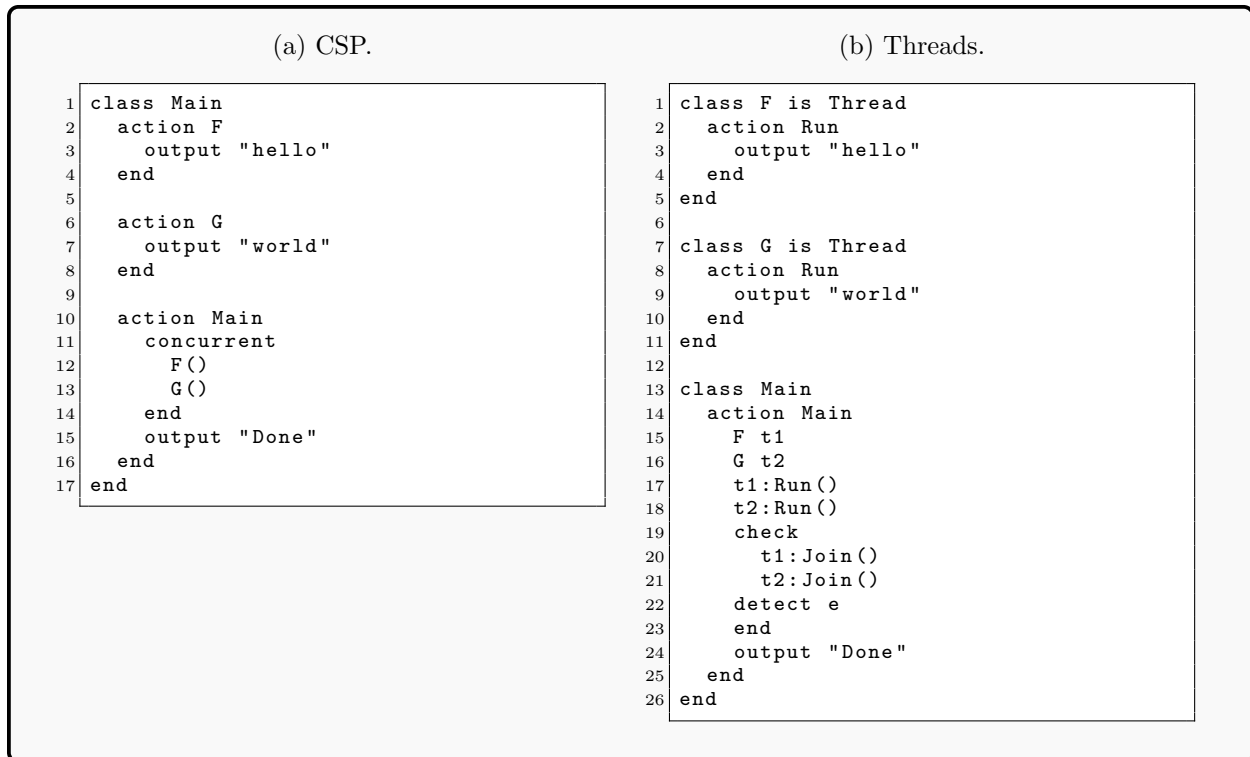 (a) CSP.
1 class Main
2   action F
3     output "hello"
4   end
5
6   action G
7     output "world"
8   end
9
10   action Main
11     concurrent
12       F()
13       G()
14     end
15     output "Done"
16   end
17 end
(b) Threads.
1 class F is Thread
2   action Run
3     output "hello"
4   end
5 end
6
7 class G is Thread
8   action Run
9     output "world"
10   end
11 end
12
13 class Main
14   action Main
15     F t1
16     G t2
17     t1:Run()
18     t2:Run()
19     check
20       t1:Join()
21       t2:Join()
22     detect e
23     end
24     output "Done"
25   end
26 end